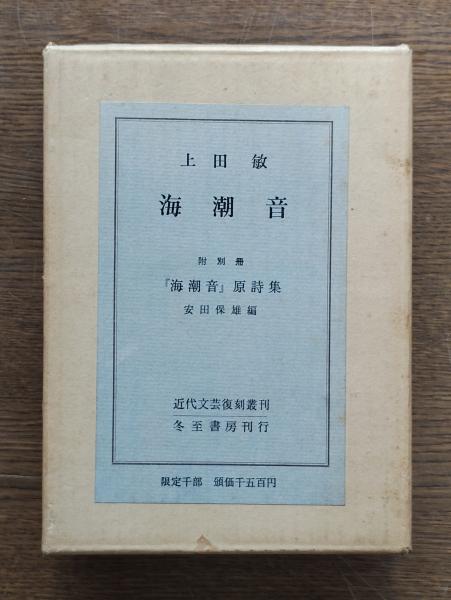 上田 敏
海潮音
附別冊
『海潮音』原詩集
安田保雄編
近代文芸復刻叢刊
冬至書房刊行
限定千部 頒価千五百円